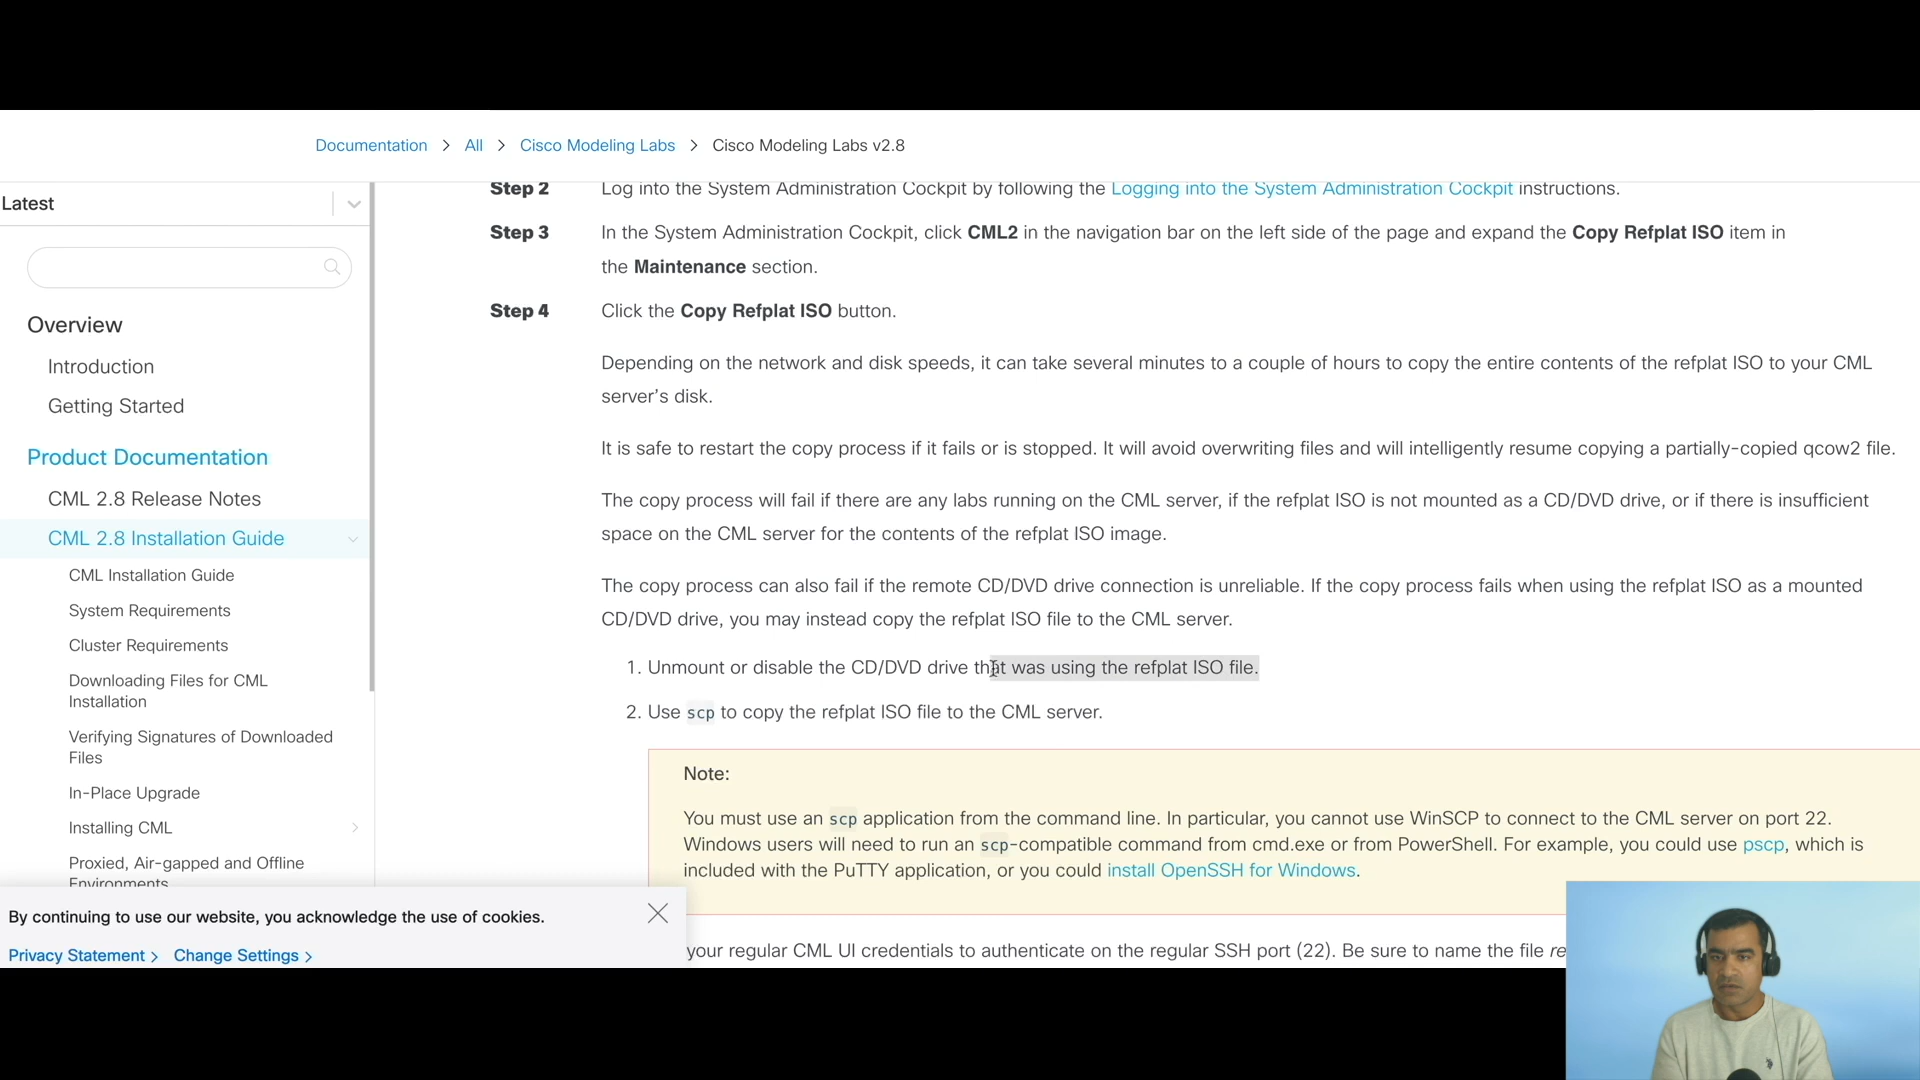 Documentation > All > Cisco Modeling Labs > Cisco Modeling Labs v2.8
Latest
Overview
Introduction
Getting Started
Product Documentation
CML 2.8 Release Notes
CML 2.8 Installation Guide
CML Installation Guide
System Requirements
Cluster Requirements
Downloading Files for CML
Installation
Verifying Signatures of Downloaded
Files
In-Place Upgrade
Installing CML
Proxied, Air-gapped and Offline
Environments
Step 2 Log into the System Administration Cockpit by following the Logging into the System Administration Cockpit instructions.
Step 3 In the System Administration Cockpit, click CML2 in the navigation bar on the left side of the page and expand the Copy Refplat ISO item in
the Maintenance section.
Step 4 Click the Copy Refplat ISO button.
Depending on the network and disk speeds, it can take several minutes to a couple of hours to copy the entire contents of the refplat ISO to your CML
server's disk.
It is safe to restart the copy process if it fails or is stopped. It will avoid overwriting files and will intelligently resume copying a partially-copied qcow2 file.
The copy process will fail if there are any labs running on the CML server, if the refplat ISO is not mounted as a CD/DVD drive, or if there is insufficient
space on the CML server for the contents of the refplat ISO image.
The copy process can also fail if the remote CD/DVD drive connection is unreliable. If the copy process fails when using the refplat ISO as a mounted
CD/DVD drive, you may instead copy the refplat ISO file to the CML server.
1. Unmount or disable the CD/DVD drive that was using the refplat ISO file.
2. Use scp to copy the refplat ISO file to the CML server.
Note:
You must use an scp application from the command line. In particular, you cannot use WinSCP to connect to the CML server on port 22.
Windows users will need to run an scp-compatible command from cmd.exe or from PowerShell. For example, you could use pscp, which is
included with the PuTTY application, or you could install OpenSSH for Windows.
your regular CML UI credentials to authenticate on the regular SSH port (22). Be sure to name the file re
By continuing to use our website, you acknowledge the use of cookies.
Privacy Statement > Change Settings >